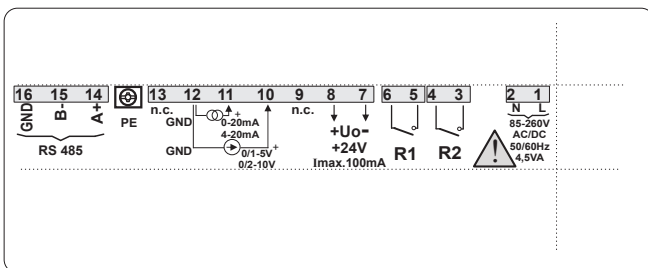 16 15 14 13 12 11 10 9 8 7 6 5 4 3 2 1
GND B- A+
RS 485
PE
n.c.
GND
0-20mA +
4-20mA
GND
0/1-5V +
0/2-10V
n.c.
+Uo-
+24V
Imax.100mA
R1
R2
N L
85-260V
AC/DC
50/60Hz
4,5VA